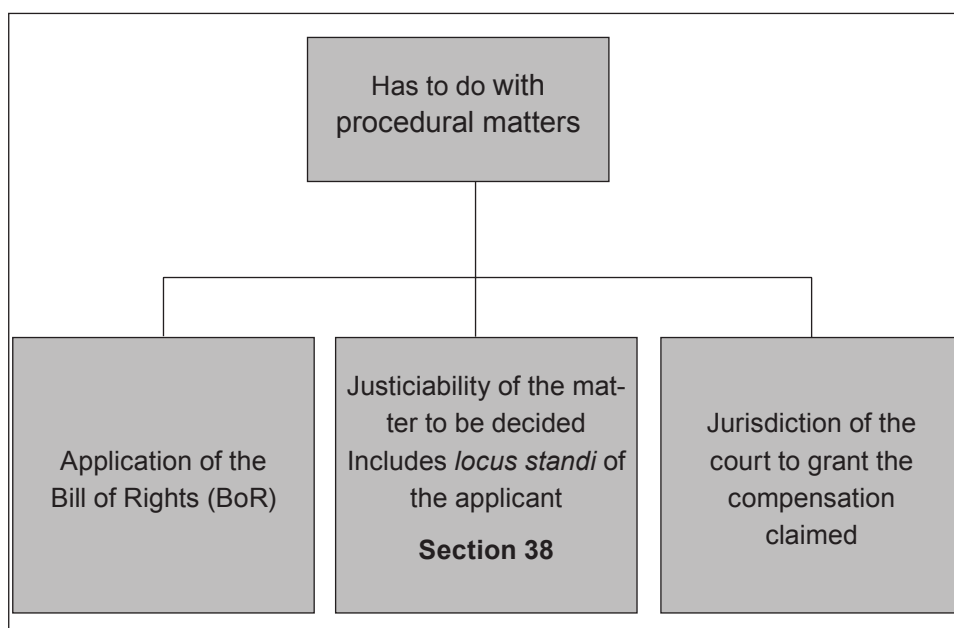 Has to do with
procedural matters
Application of the
Bill of Rights (BoR)
Justiciability of the mat-
ter to be decided
Includes locus standi of
the applicant
Section 38
Jurisdiction of the
court to grant the
compensation
claimed